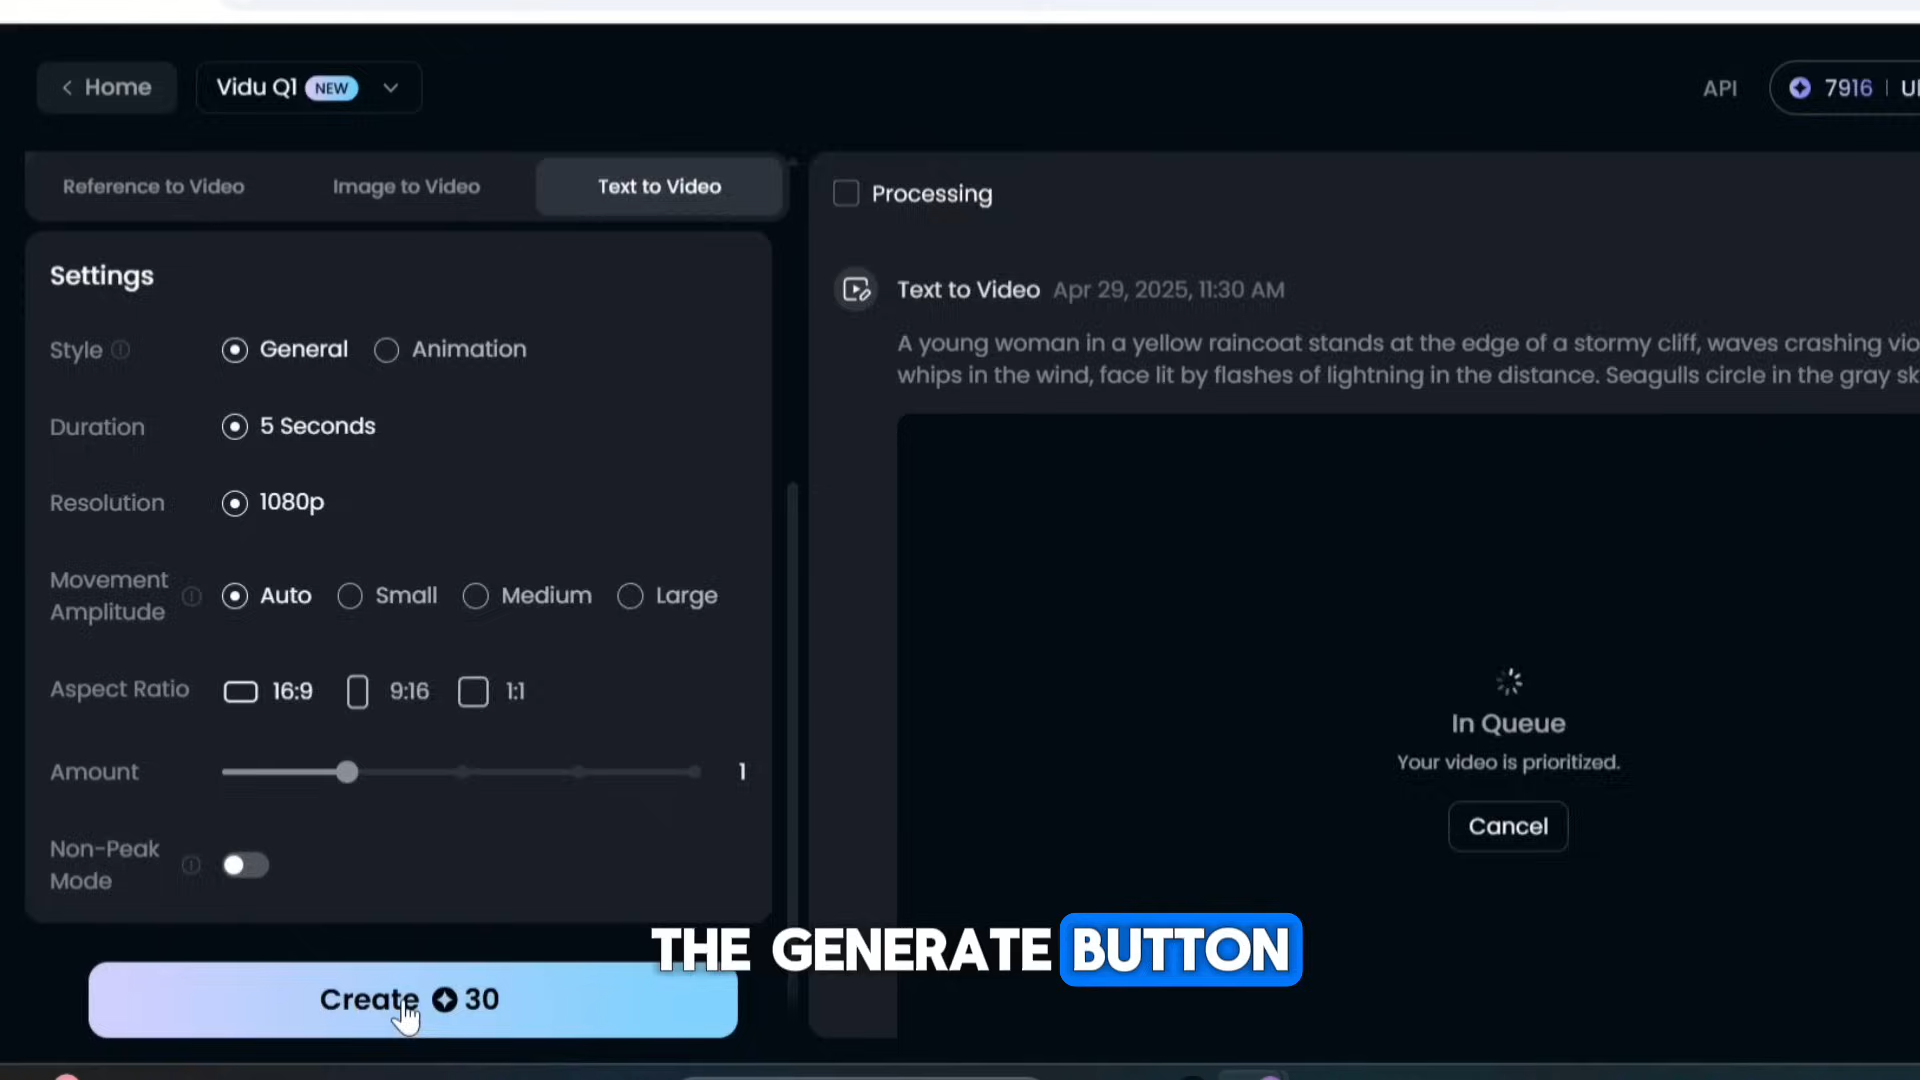 Home
Vidu Q1 NEW
API
7916
Reference to Video
Image to Video
Text to Video
Settings
Style
General
Animation
Duration
5 Seconds
Resolution
1080p
Movement
Amplitude
Auto
Small
Medium
Large
Aspect Ratio
16:9
9:16
1:1
Amount
1
Non-Peak
Mode
Create 30
Processing
Text to Video Apr 29, 2025, 11:30 AM
A young woman in a yellow raincoat stands at the edge of a stormy cliff, waves crashing
whips in the wind, face lit by flashes of lightning in the distance. Seagulls circle in the gray
In Queue
Your video is prioritized.
Cancel
THE GENERATE BUTTON